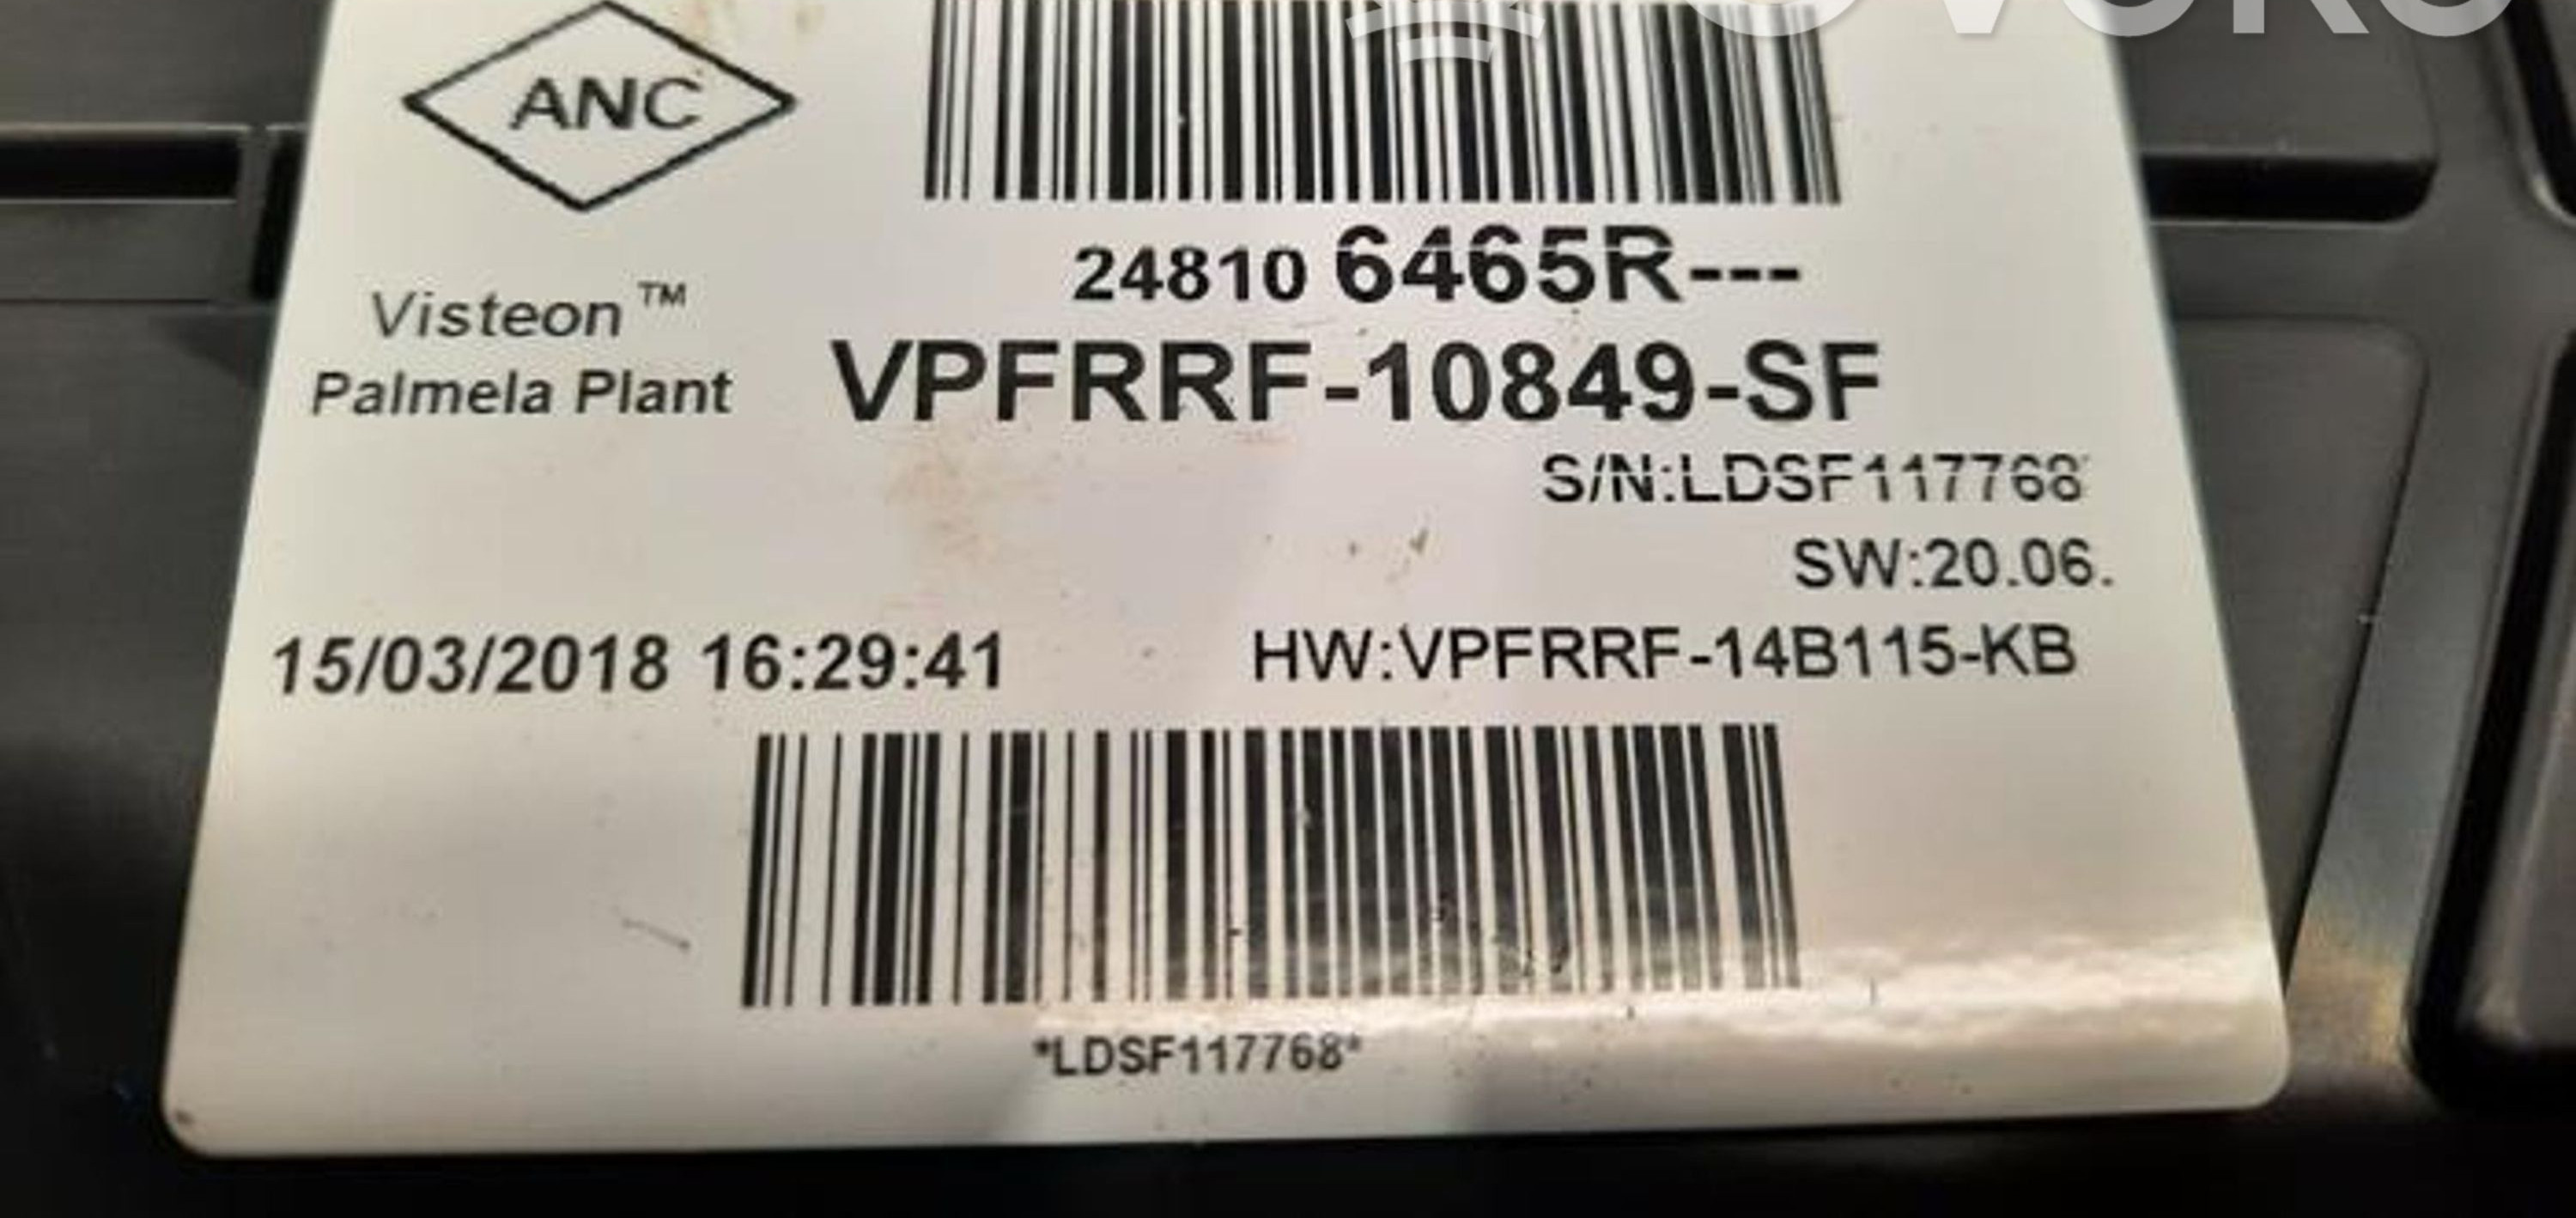 ANC
24810 6465R---
Visteon™
Palmela Plant
VPFRRF-10849-SF
S/N:LDSF117768
SW:20.06.
15/03/2018 16:29:41
HW:VPFRRF-14B115-KB
*LDSF117768*